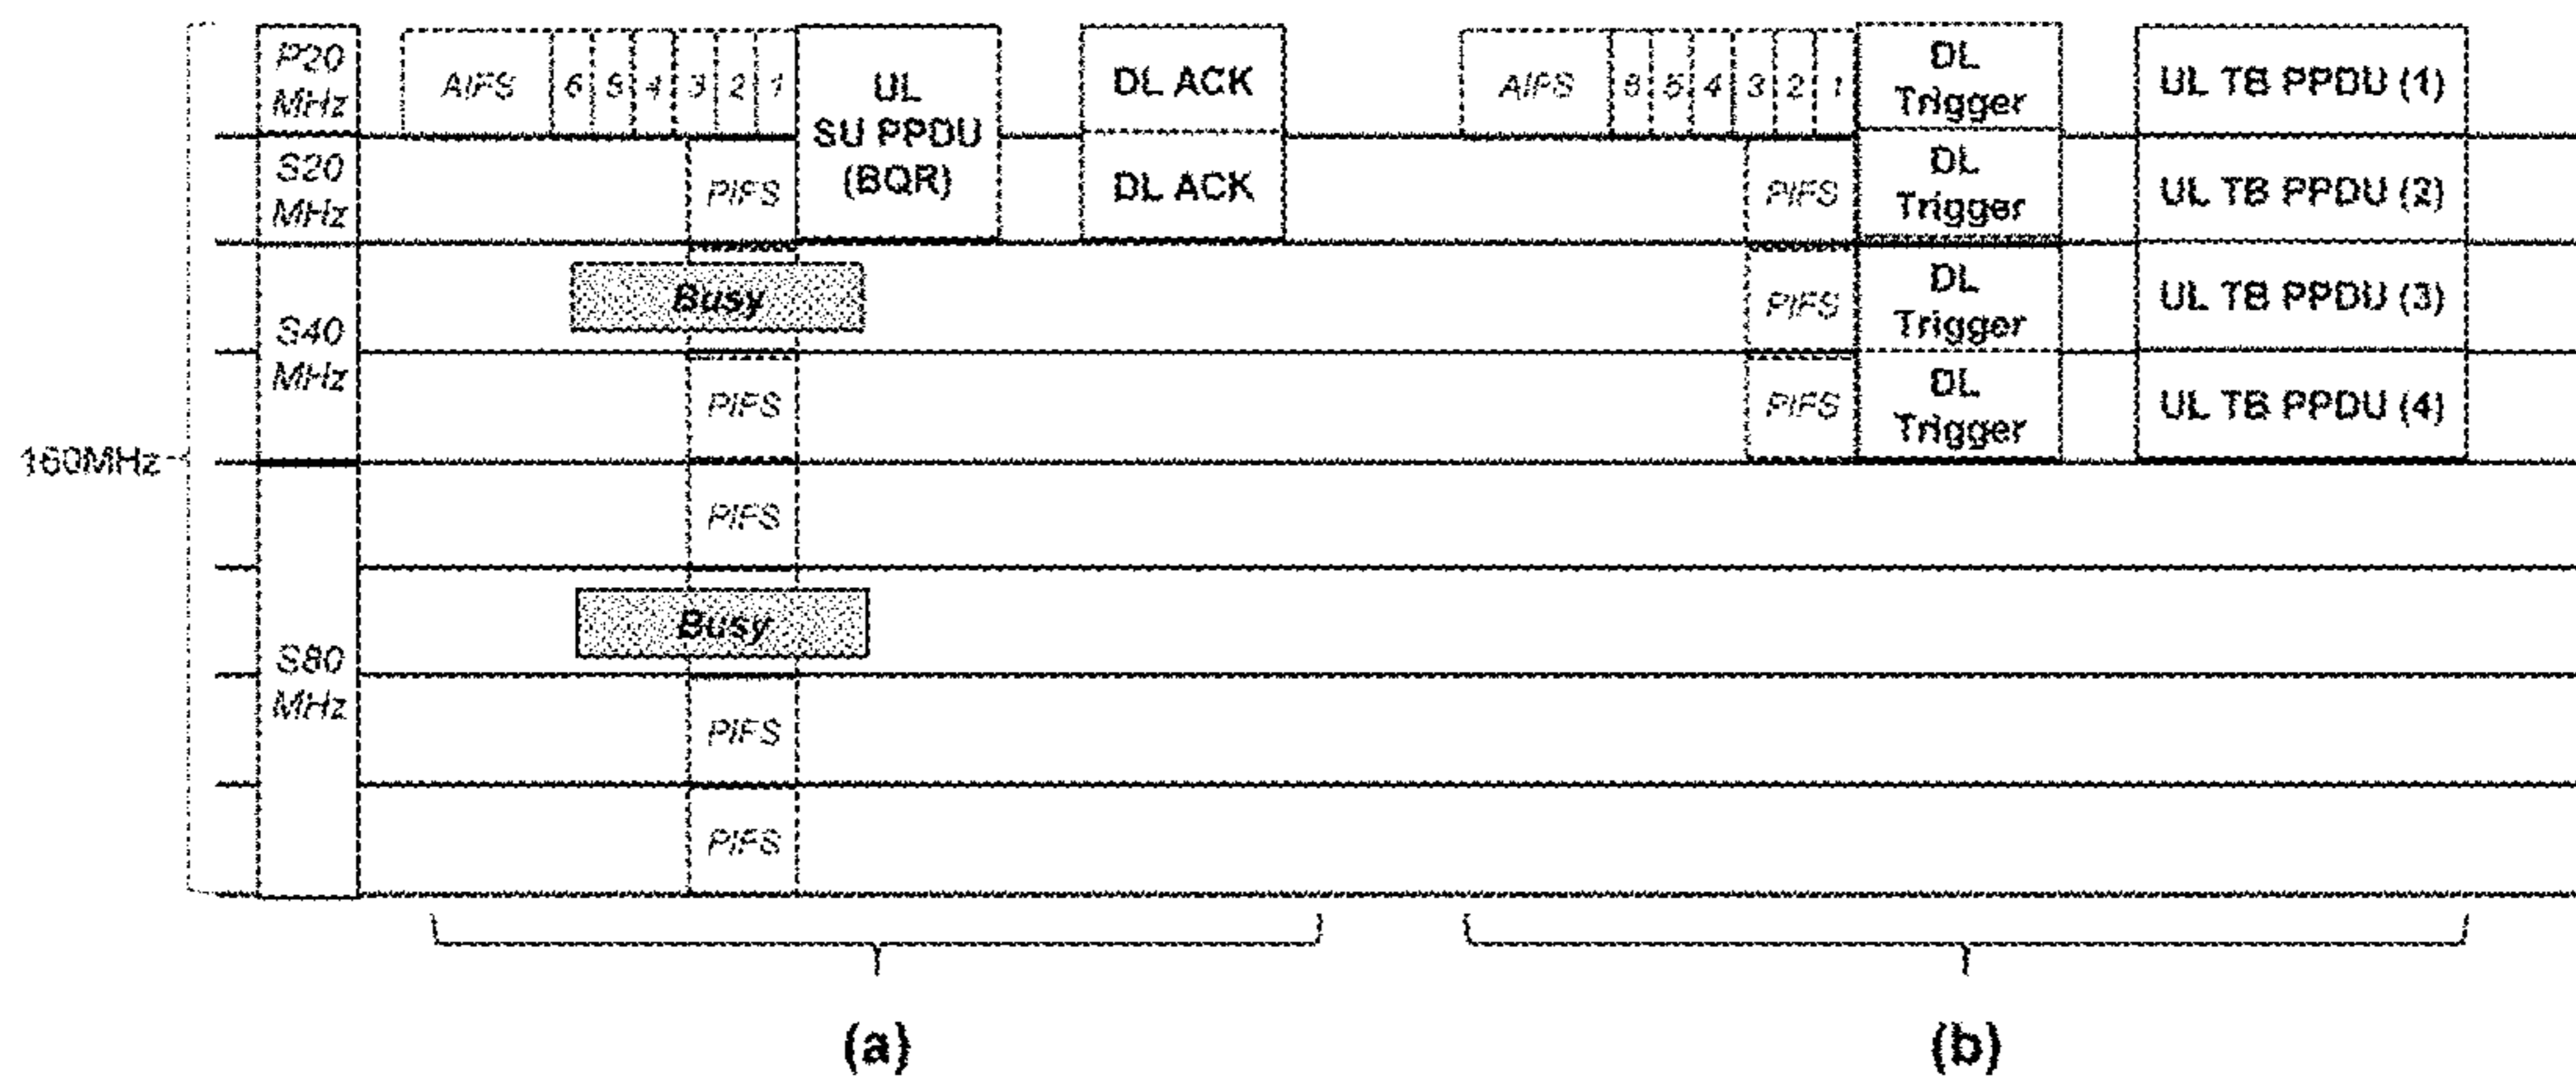 P20
MHz
AIFS
6
5
4
3
2
1
UL
SU PPDU
(BQR)
DL ACK
AIFS
6
5
4
3
2
1
DL
Trigger
UL TB PPDU (1)
S20
MHz
PIFS
DL ACK
PIFS
DL
Trigger
UL TB PPDU (2)
S40
MHz
Busy
PIFS
DL
Trigger
UL TB PPDU (3)
PIFS
PIFS
DL
Trigger
UL TB PPDU (4)
160MHz
S80
MHz
PIFS
Busy
PIFS
PIFS
(a)
(b)